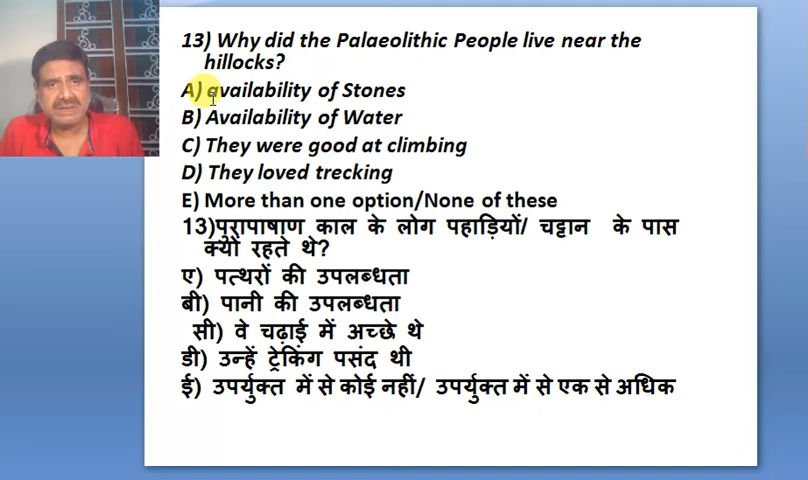 13) Why did the Palaeolithic People live near the
hillocks?
A) availability of Stones
B) Availability of Water
C) They were good at climbing
D) They loved trecking
E) More than one option/None of these
13)पुरापाषाण काल के लोग पहाड़ियों/ चट्टान के पास
क्यों रहते थे?
ए) पत्थरों की उपलब्धता
बी) पानी की उपलब्धता
सी) वे चढ़ाई में अच्छे थे
डी) उन्हें ट्रेकिंग पसंद थी
ई) उपर्युक्त में से कोई नहीं/ उपर्युक्त में से एक से अधिक